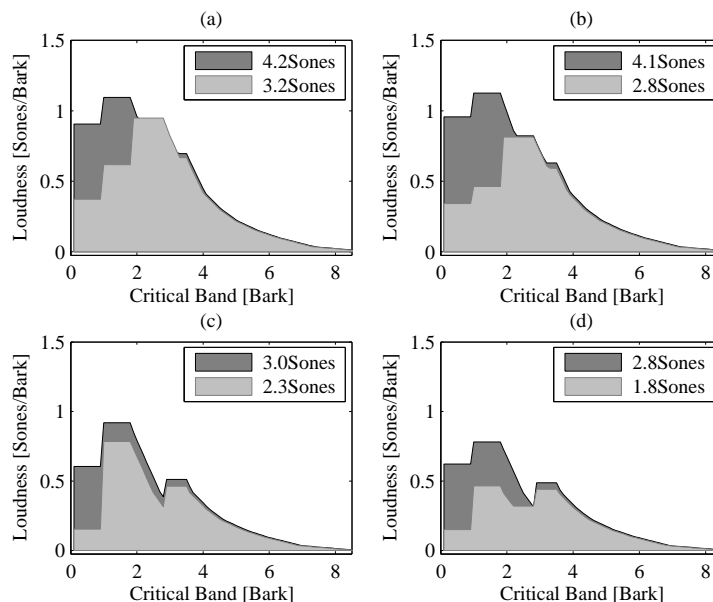 (a)
1.5
1
0.5
0
Loudness [Sones/Bark]
4.2Sones
3.2Sones
0 2 4 6 8
Critical Band [Bark]
(b)
1.5
1
0.5
0
Loudness [Sones/Bark]
4.1Sones
2.8Sones
0 2 4 6 8
Critical Band [Bark]
(c)
1.5
1
0.5
0
Loudness [Sones/Bark]
3.0Sones
2.3Sones
0 2 4 6 8
Critical Band [Bark]
(d)
1.5
1
0.5
0
Loudness [Sones/Bark]
2.8Sones
1.8Sones
0 2 4 6 8
Critical Band [Bark]